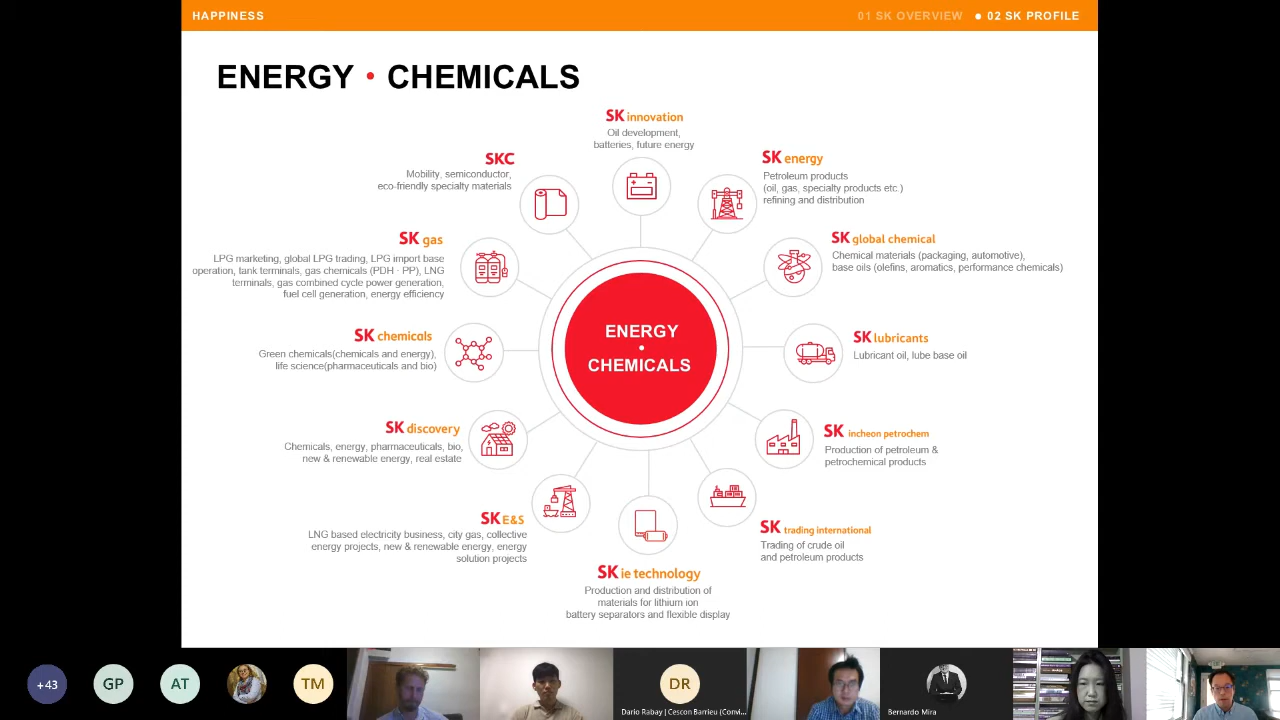 HAPPINESS
01 SK OVERVIEW
02 SK PROFILE
ENERGY • CHEMICALS
SK innovation
Oil development,
batteries, future energy
SK energy
Petroleum products
(oil, gas, specialty products etc.)
refining and distribution
SK global chemical
Chemical materials (packaging, automotive),
base oils (olefins, aromatics, performance chemicals)
SK lubricants
Lubricant oil, lube base oil
SK incheon petrochem
Production of petroleum &
petrochemical products
SK trading international
Trading of crude oil
and petroleum products
SK ie technology
Production and distribution of
materials for lithium ion
battery separators and flexible display
SK E&S
LNG based electricity business, city gas, collective
energy projects, new & renewable energy, energy
solution projects
SK discovery
Chemicals, energy, pharmaceuticals, bio,
new & renewable energy, real estate
SK chemicals
Green chemicals(chemicals and energy),
life science(pharmaceuticals and bio)
SK gas
LPG marketing, global LPG trading, LPG import base
operation, tank terminals, gas chemicals (PDH · PP), LNG
terminals, gas combined cycle power generation,
fuel cell generation, energy efficiency
SKC
Mobility, semiconductor,
eco-friendly specialty materials
ENERGY
•
CHEMICALS
+43
GP
AT
TM
DR
Dario Rabay | Cescon Barrieu (Convi...
Bernardo Mira